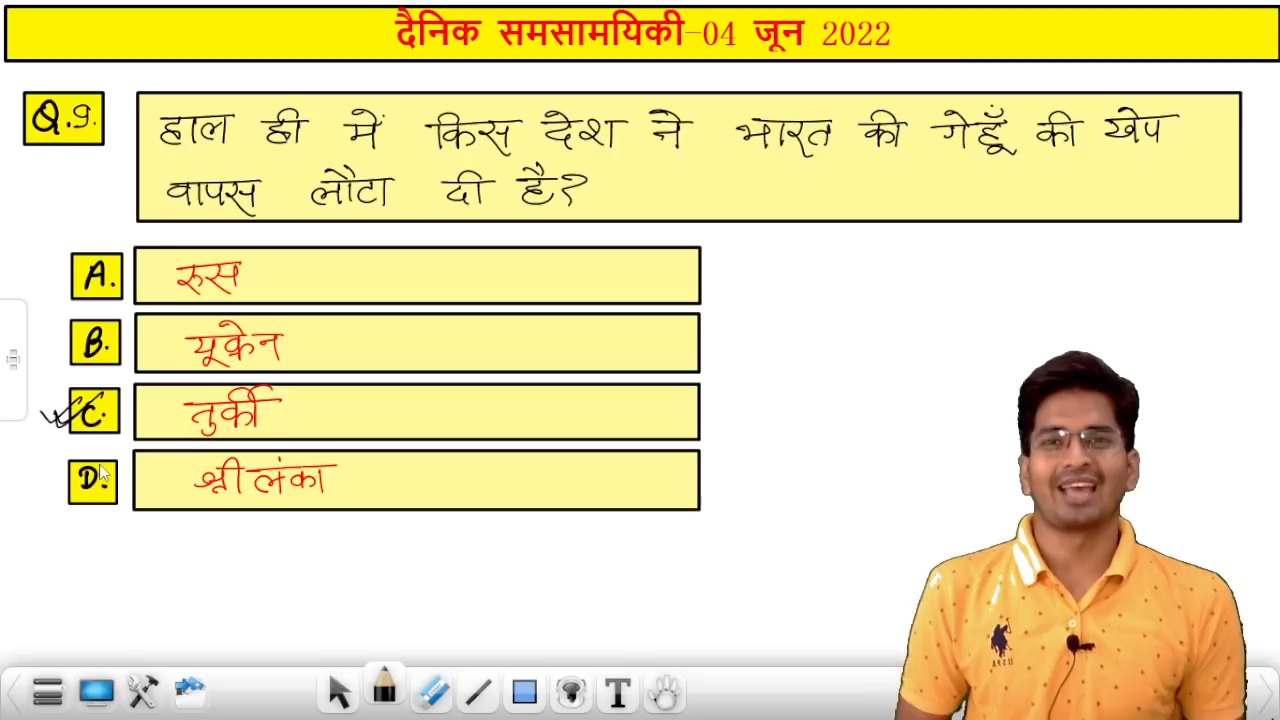 दैनिक समसामयिकी-04 जून 2022
Q.9.
हाल ही में किस देश ने भारत की गेहूँ की खेप
वापस लौटा दी है?
A. रुस
B. यूक्रेन
C. तुर्की
D. श्रीलंका